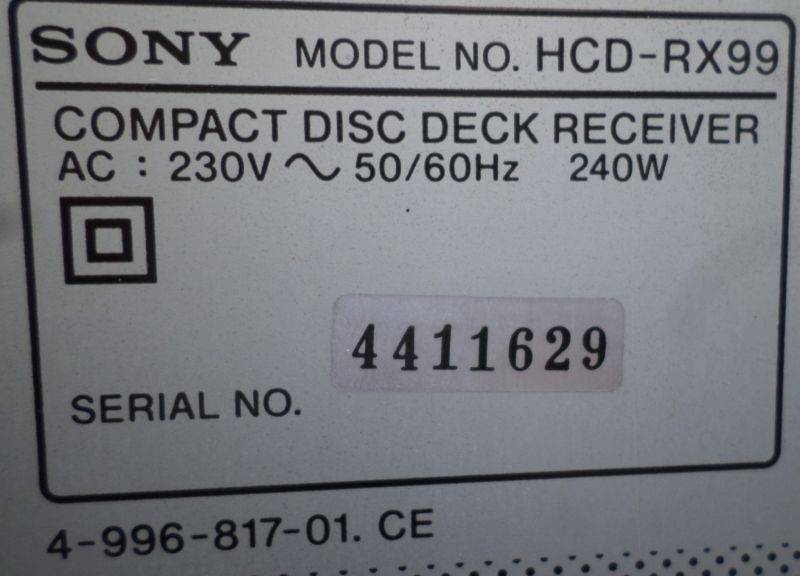 SONY MODEL NO. HCD-RX99
COMPACT DISC DECK RECEIVER
AC : 230V ～ 50/60Hz 240W
4411629
SERIAL NO.
4-996-817-01. CE